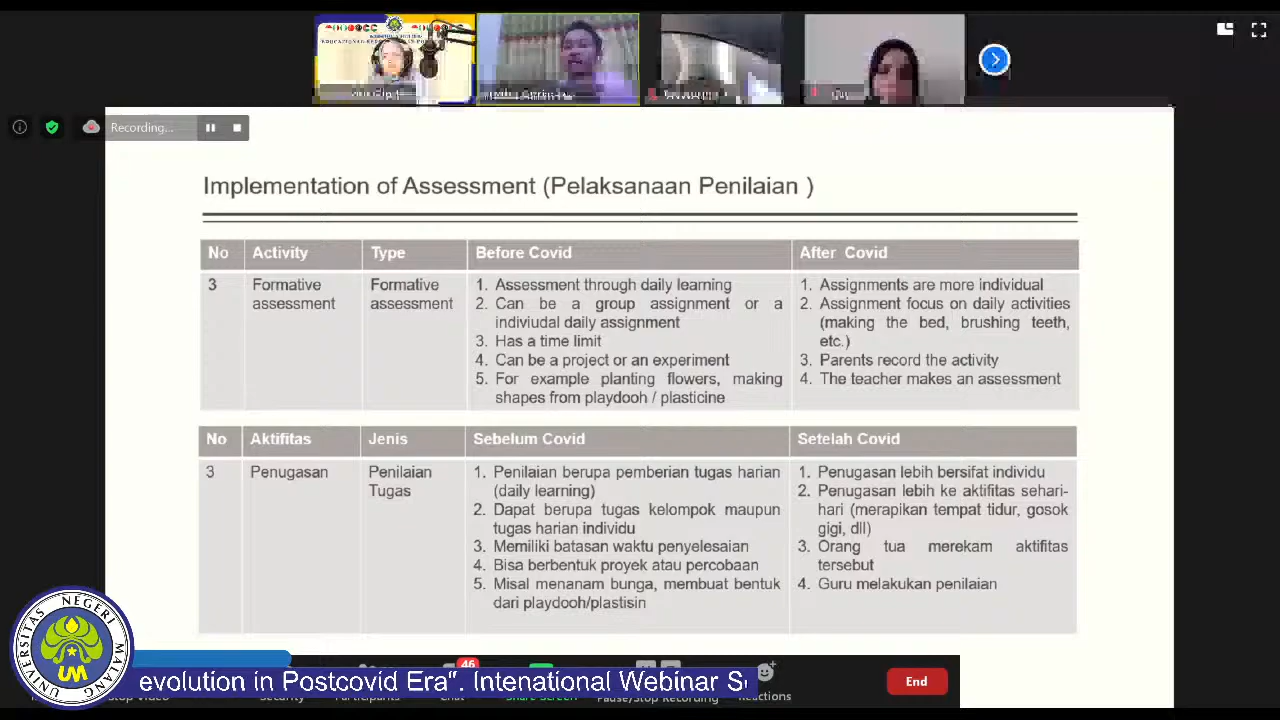 Recording...
Implementation of Assessment (Pelaksanaan Penilaian )
No Activity Type Before Covid After Covid
3 Formative assessment Formative assessment
1. Assessment through daily learning
2. Can be a group assignment or a
indiviudal daily assignment
3. Has a time limit
4. Can be a project or an experiment
5. For example planting flowers, making
shapes from playdooh / plasticine
1. Assignments are more individual
2. Assignment focus on daily activities
(making the bed, brushing teeth,
etc.)
3. Parents record the activity
4. The teacher makes an assessment
No Aktifitas Jenis Sebelum Covid Setelah Covid
3 Penugasan Penilaian Tugas
1. Penilaian berupa pemberian tugas harian
(daily learning)
2. Dapat berupa tugas kelompok maupun
tugas harian individu
3. Memiliki batasan waktu penyelesaian
4. Bisa berbentuk proyek atau percobaan
5. Misal menanam bunga, membuat bentuk
dari playdooh/plastisin
1. Penugasan lebih bersifat individu
2. Penugasan lebih ke aktifitas sehari-
hari (merapikan tempat tidur, gosok
gigi, dll)
3. Orang tua merekam aktifitas
tersebut
4. Guru melakukan penilaian
UNIVERSITAS NEGERI MALANG
UM
46
evolution in Postcovid Era". Intenational Webinar Se
Pause/Stop Recording
End